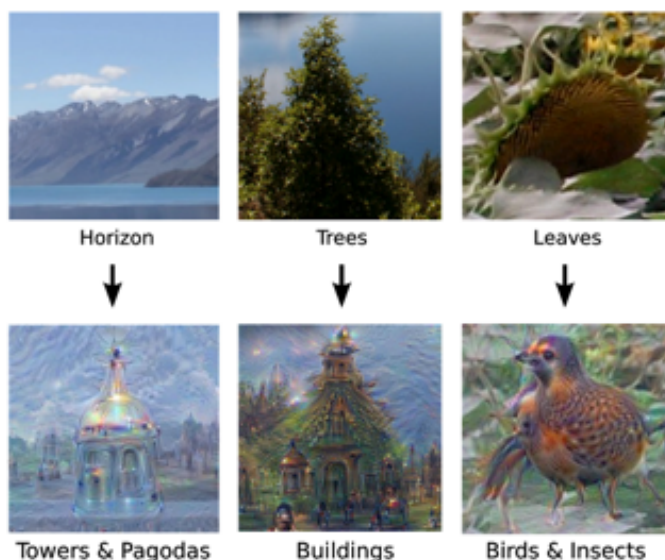 Horizon
Trees
Leaves
Towers & Pagodas
Buildings
Birds & Insects